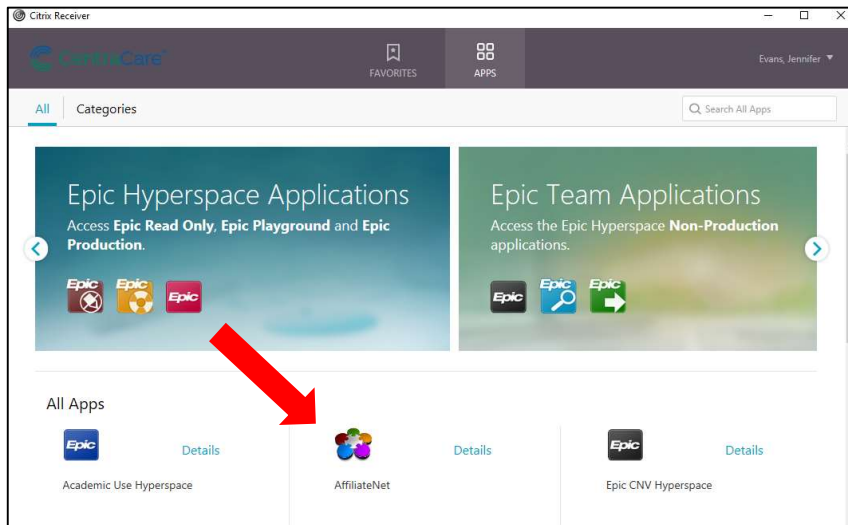 Citrix Receiver
CentraCare
FAVORITES
APPS
Evans, Jennifer
All
Categories
Search All Apps
Epic Hyperspace Applications
Access Epic Read Only, Epic Playground and Epic
Production.
Epic
Epic
Epic
Epic Team Applications
Access the Epic Hyperspace Non-Production
applications.
Epic
Epic
Epic
All Apps
Epic
Details
Academic Use Hyperspace
Details
AffiliateNet
Epic
Details
Epic CNV Hyperspace